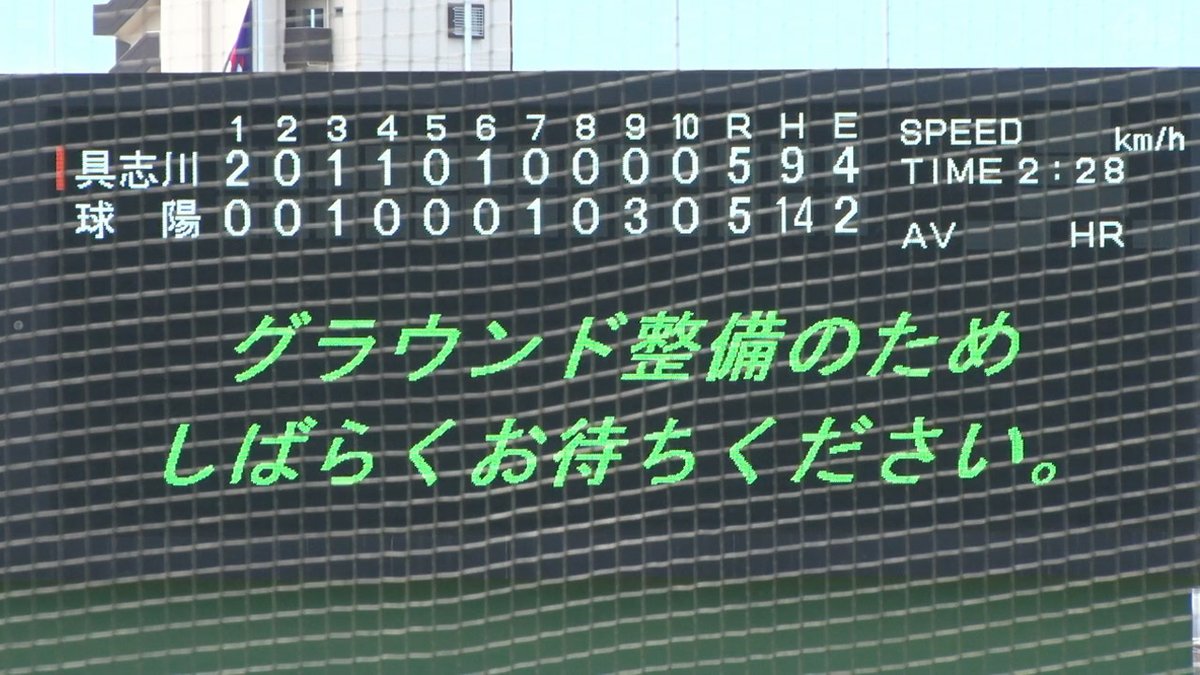 1 2 3 4 5 6 7 8 9 10 R H E SPEED km/h
具志川 2 0 1 1 0 1 0 0 0 0 5 9 4 TIME 2:28
球 陽 0 0 1 0 0 0 1 0 3 0 5 14 2 AV HR
グラウンド整備のため
しばらくお待ちください。